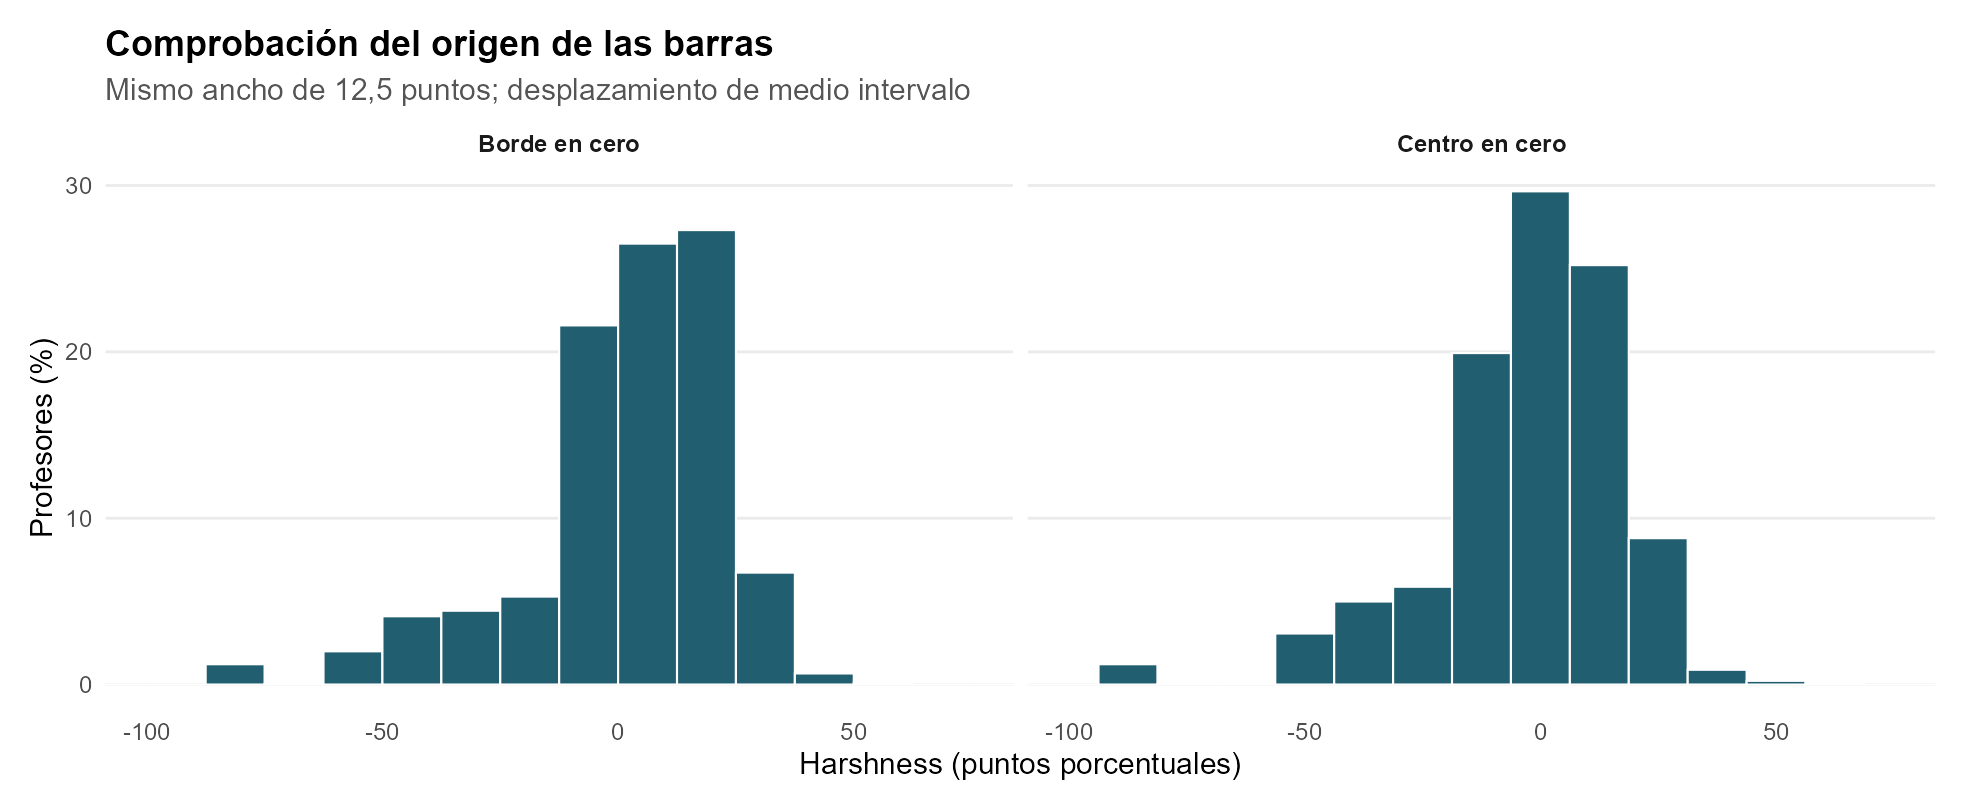 Comprobación del origen de las barras
Mismo ancho de 12,5 puntos; desplazamiento de medio intervalo
Borde en cero
Centro en cero
Profesores (%)
30
20
10
0
-100 -50 0 50
-100 -50 0 50
Harshness (puntos porcentuales)